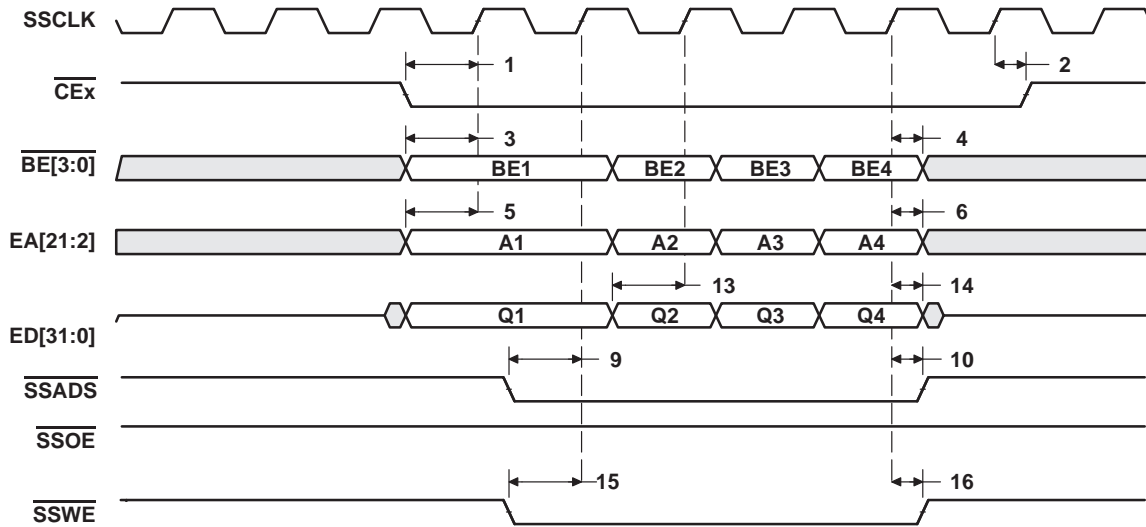 SSCLK
1 2
CEx
3 4
BE[3:0] BE1 BE2 BE3 BE4
5 6
EA[21:2] A1 A2 A3 A4
13 14
ED[31:0] Q1 Q2 Q3 Q4
9 10
SSADS
SSOE
15 16
SSWE